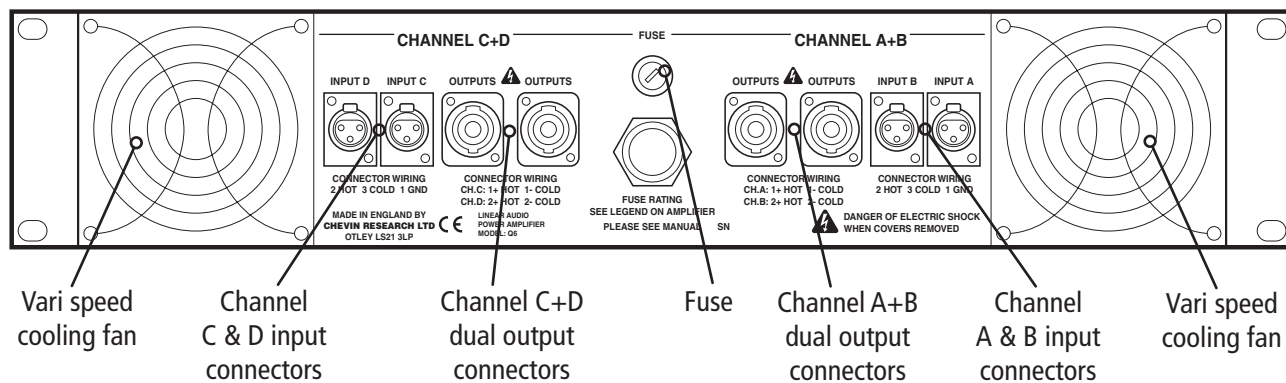 CHANNEL C+D
FUSE
CHANNEL A+B
INPUT D INPUT C OUTPUTS OUTPUTS
OUTPUTS OUTPUTS INPUT B INPUT A
CONNECTOR WIRING
2 HOT 3 COLD 1 GND
CONNECTOR WIRING
CH.C: 1+ HOT 1- COLD
CH.D: 2+ HOT 2- COLD
CONNECTOR WIRING
CH.A: 1+ HOT 1- COLD
CH.B: 2+ HOT 2- COLD
CONNECTOR WIRING
2 HOT 3 COLD 1 GND
MADE IN ENGLAND BY
CHEVIN RESEARCH LTD
OTLEY LS21 3LP
CE
LINEAR AUDIO
POWER AMPLIFIER
MODEL: Q6
FUSE RATING
SEE LEGEND ON AMPLIFIER
PLEASE SEE MANUAL SN
DANGER OF ELECTRIC SHOCK
WHEN COVERS REMOVED
Vari speed
cooling fan
Channel
C & D input
connectors
Channel C+D
dual output
connectors
Fuse
Channel A+B
dual output
connectors
Channel
A & B input
connectors
Vari speed
cooling fan